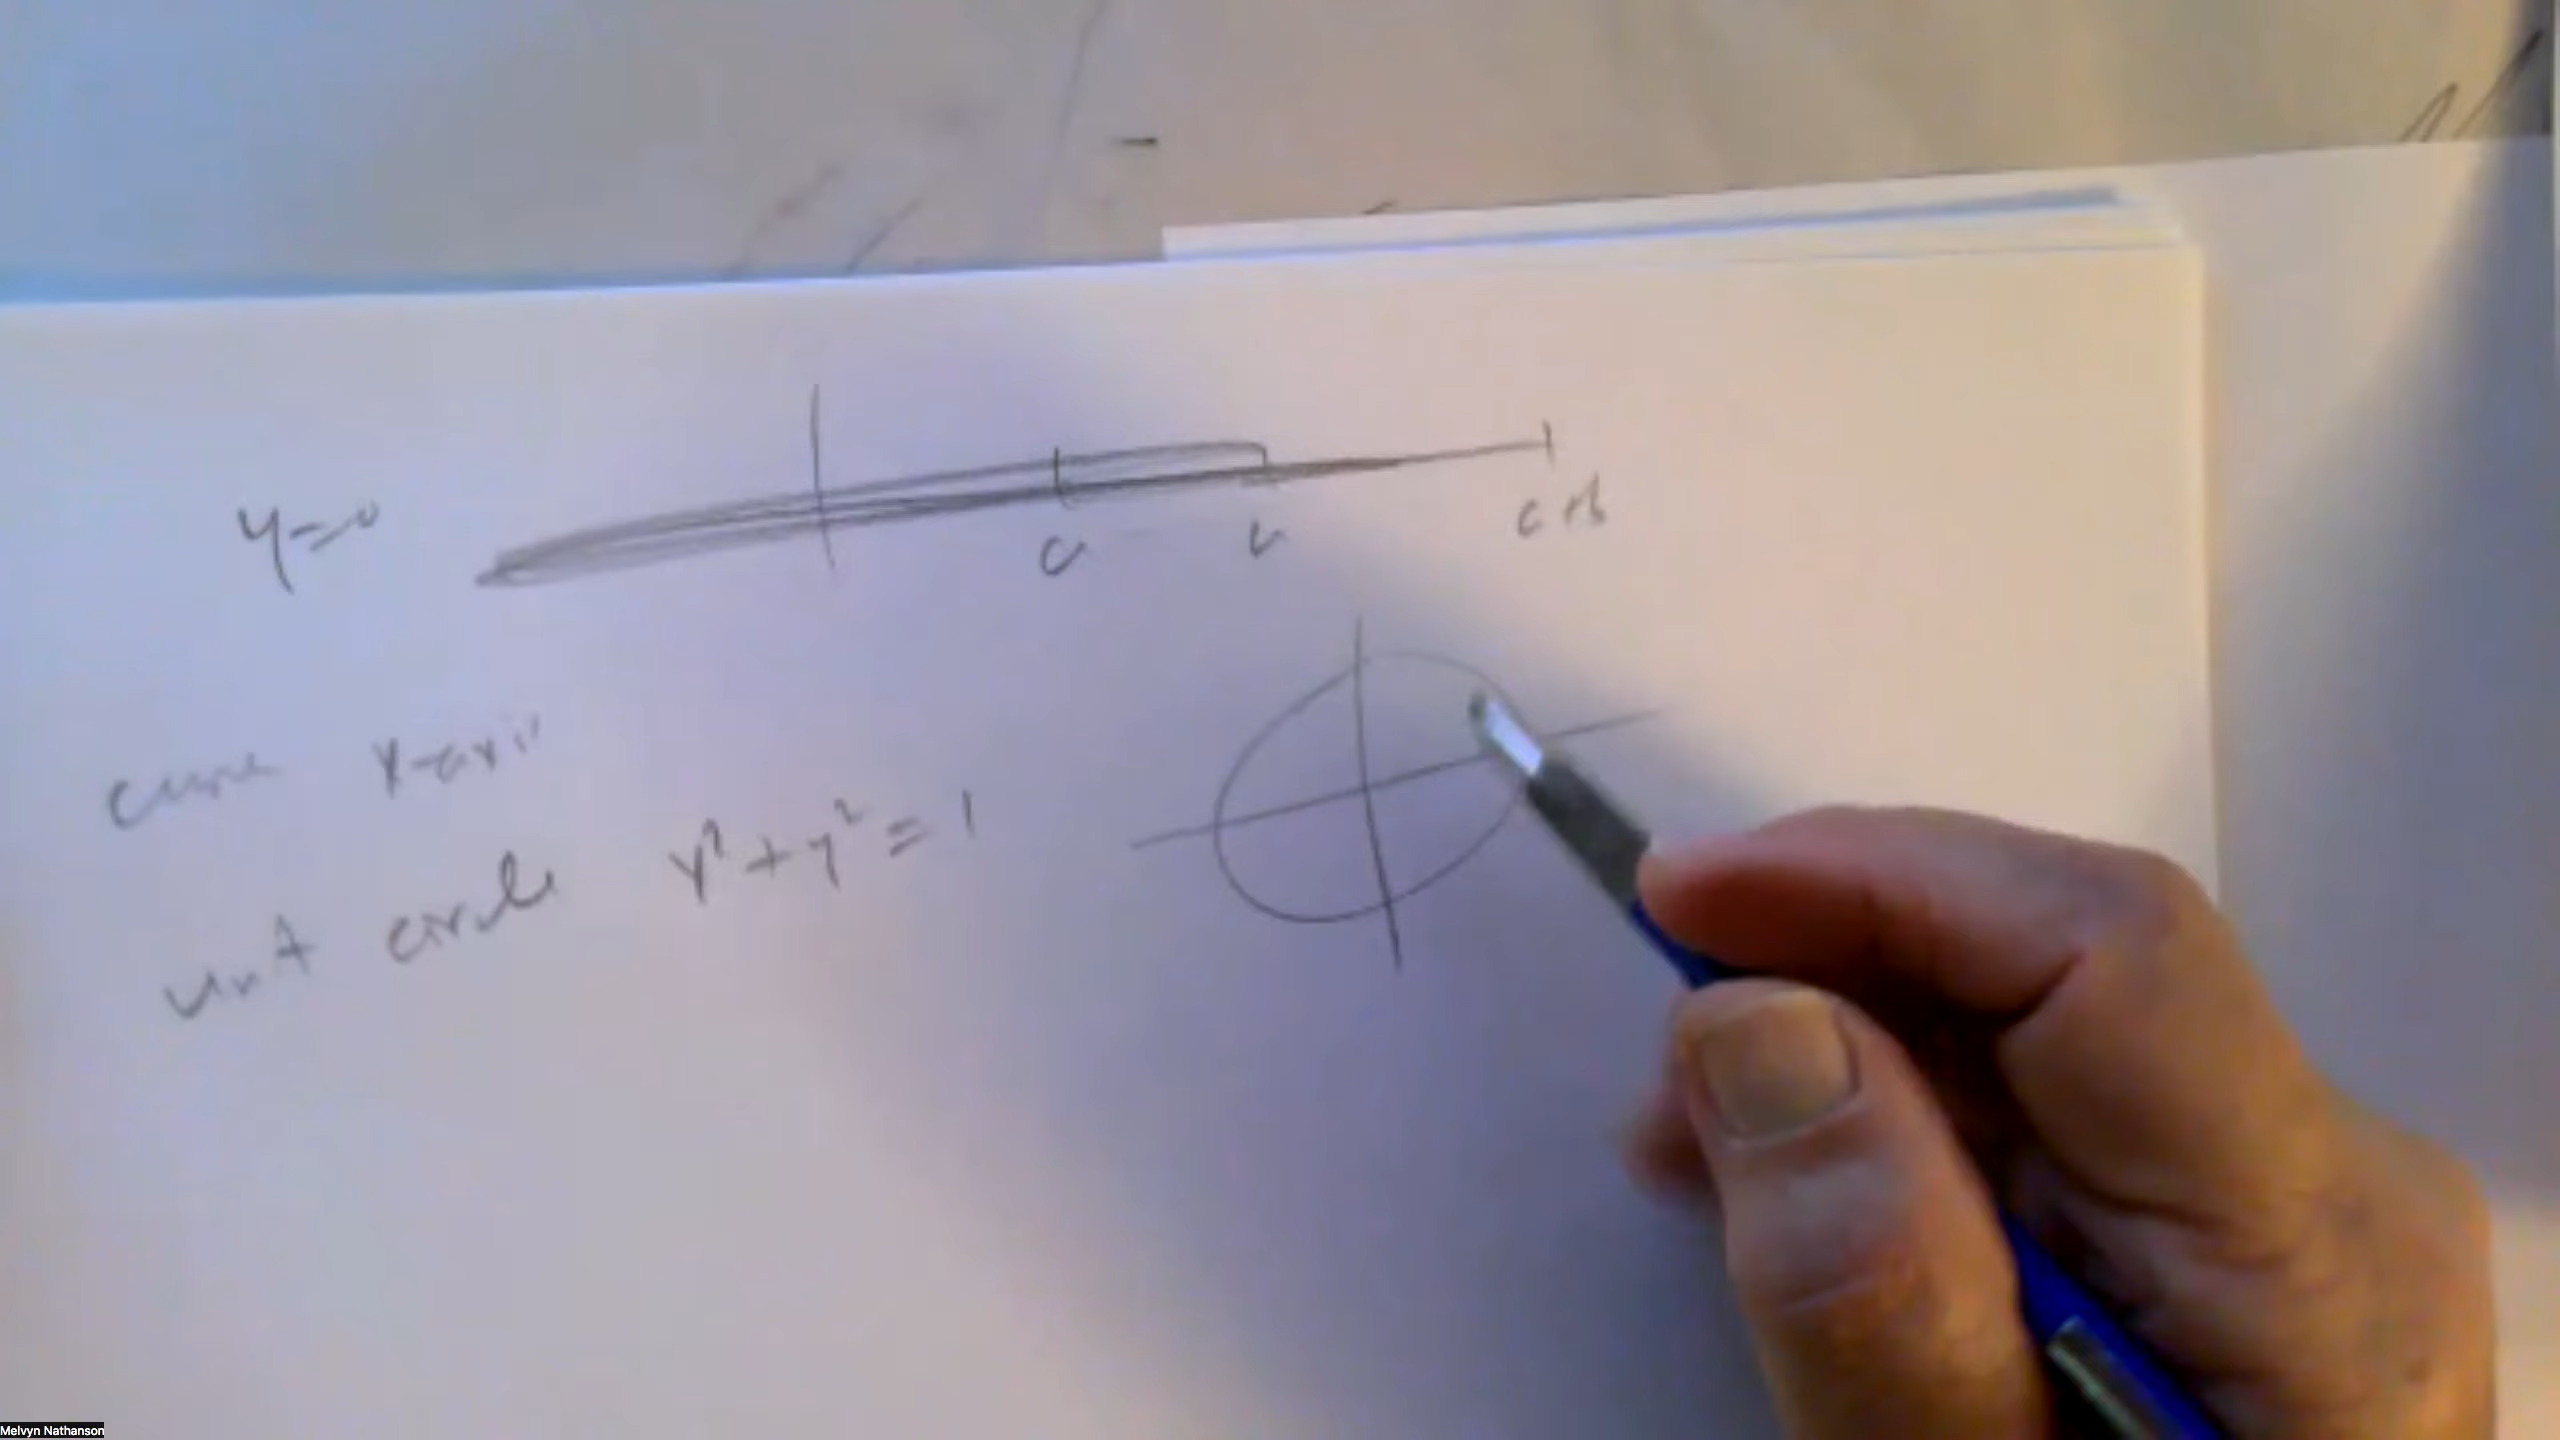 y=0
a b a+b
curve x-axis
unit circle x²+y²=1
Melvyn Nathanson